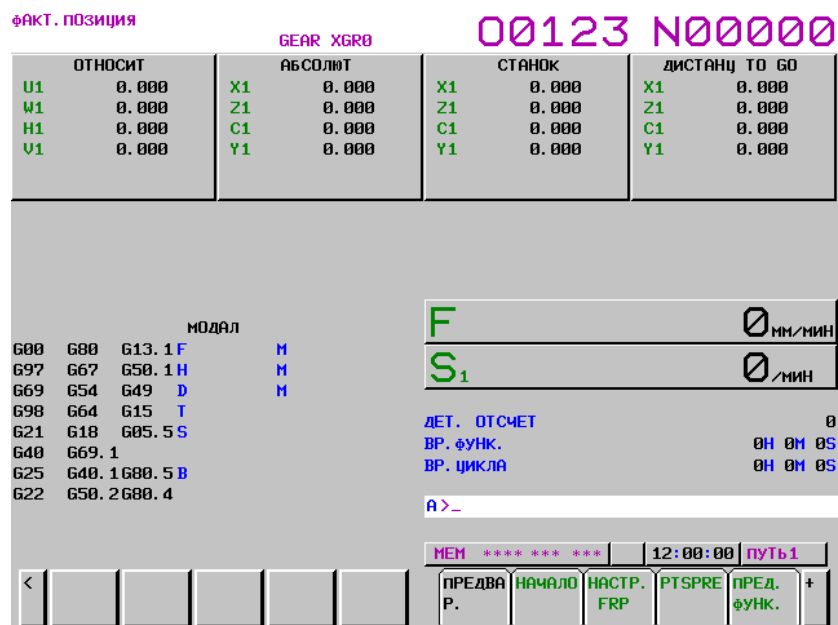 ФАКТ.ПОЗИЦИЯ
GEAR XGR0 O0123 N00000
ОТНОСИТ АБСОЛЮТ СТАНОК ДИСТАНЦ TO GO
U1 0.000 X1 0.000 X1 0.000 X1 0.000
W1 0.000 Z1 0.000 Z1 0.000 Z1 0.000
H1 0.000 C1 0.000 C1 0.000 C1 0.000
V1 0.000 Y1 0.000 Y1 0.000 Y1 0.000
МОДАЛ
G00 G80 G13.1 F M
G97 G67 G50.1 H M
G69 G54 G49 D M
G98 G64 G15 T
G21 G18 G05.5 S
G40 G69.1
G25 G40.1 G80.5 B
G22 G50.2 G80.4
F 0 ММ/МИН
S1 0 /МИН
ДЕТ. ОТСЧЕТ 0
ВР.ФУНК. 0H 0M 0S
ВР.ЦИКЛА 0H 0M 0S
A>_
MEM **** *** *** 12:00:00 ПУТЬ1
< ПРЕДВА НАЧАЛО НАСТР. PTSPRE ПРЕД. +
Р. FRP ФУНК.